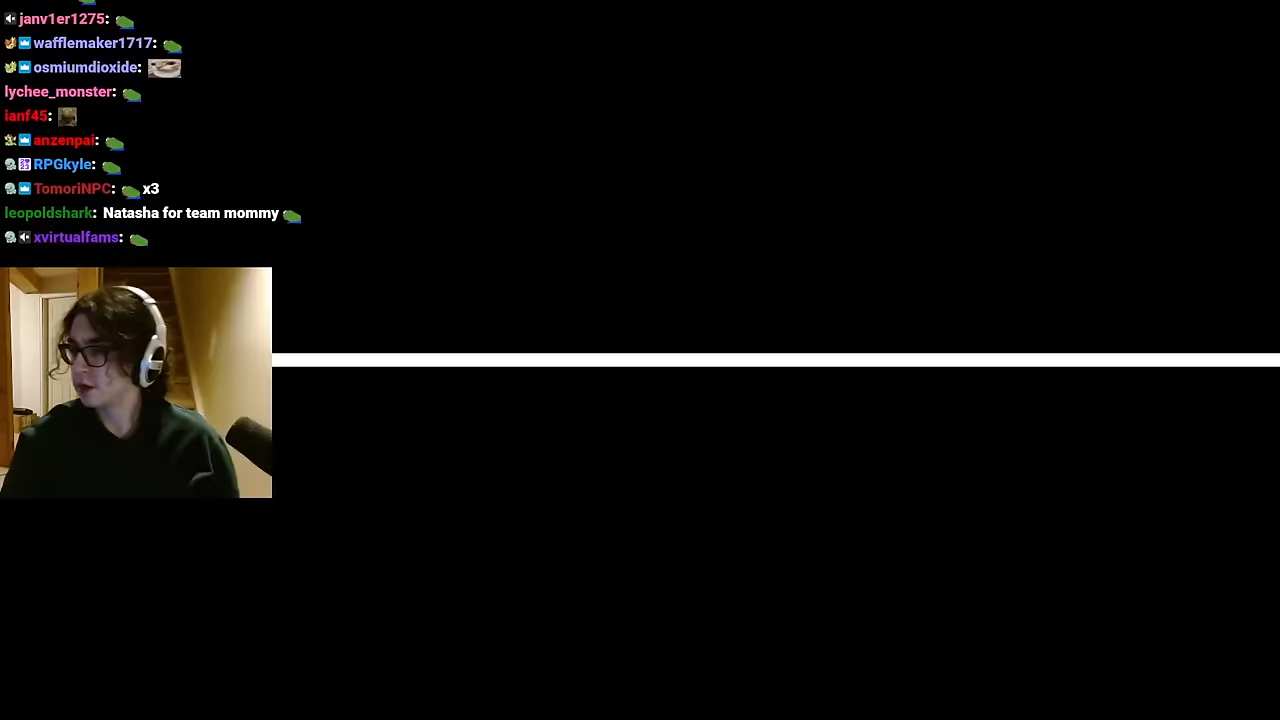 janv1er1275:
wafflemaker1717:
osmiumdioxide:
lychee_monster:
ianf45:
anzenpai:
RPGkyle:
TomoriNPC: x3
leopoldshark: Natasha for team mommy
xvirtualfams: